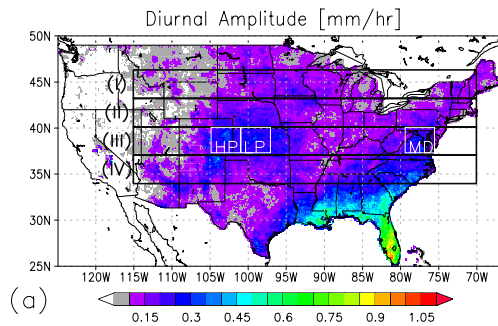 Diurnal Amplitude [mm/hr]
50N
45N
(I)
(II)
40N
(III)
HP LP MD
35N
(IV)
30N
25N
120W 115W 110W 105W 100W 95W 90W 85W 80W 75W 70W
(a)
0.15 0.3 0.45 0.6 0.75 0.9 1.05